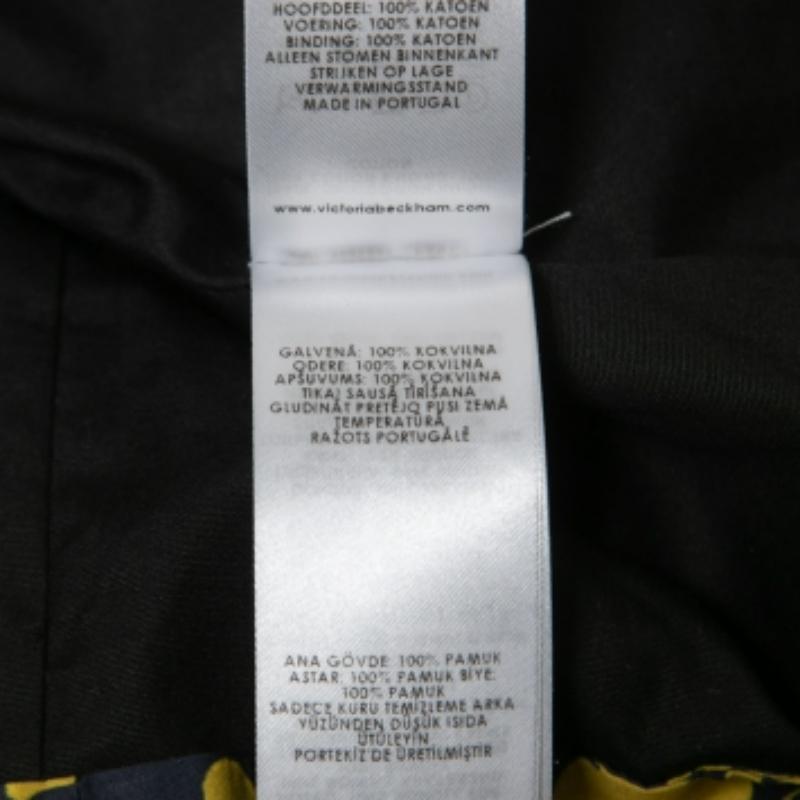 HOOFDDEEL: 100% KATOEN
VOERING: 100% KATOEN
BINDING: 100% KATOEN
ALLEEN STOMEN BINNENKANT
STRIJKEN OP LAGE
VERWARMINGSSTAND
MADE IN PORTUGAL
www.victoriabeckham.com
GALVENĀ: 100% KOKVILNA
ODERE: 100% KOKVILNA
APŠUVUMS: 100% KOKVILNA
TIKAI SAUSĀ TĪRĪŠANA
GLUDINĀT PRETĒJO PUSI ZEMĀ
TEMPERATŪRĀ
RAŽOTS PORTUGĀLĒ
ANA GÖVDE: 100% PAMUK
ASTAR: 100% PAMUK BİYE:
100% PAMUK
SADECE KURU TEMİZLEME ARKA
YÜZÜNDEN DÜŞÜK ISIDA
ÜTÜLEYİN
PORTEKİZ'DE ÜRETİLMİŞTİR